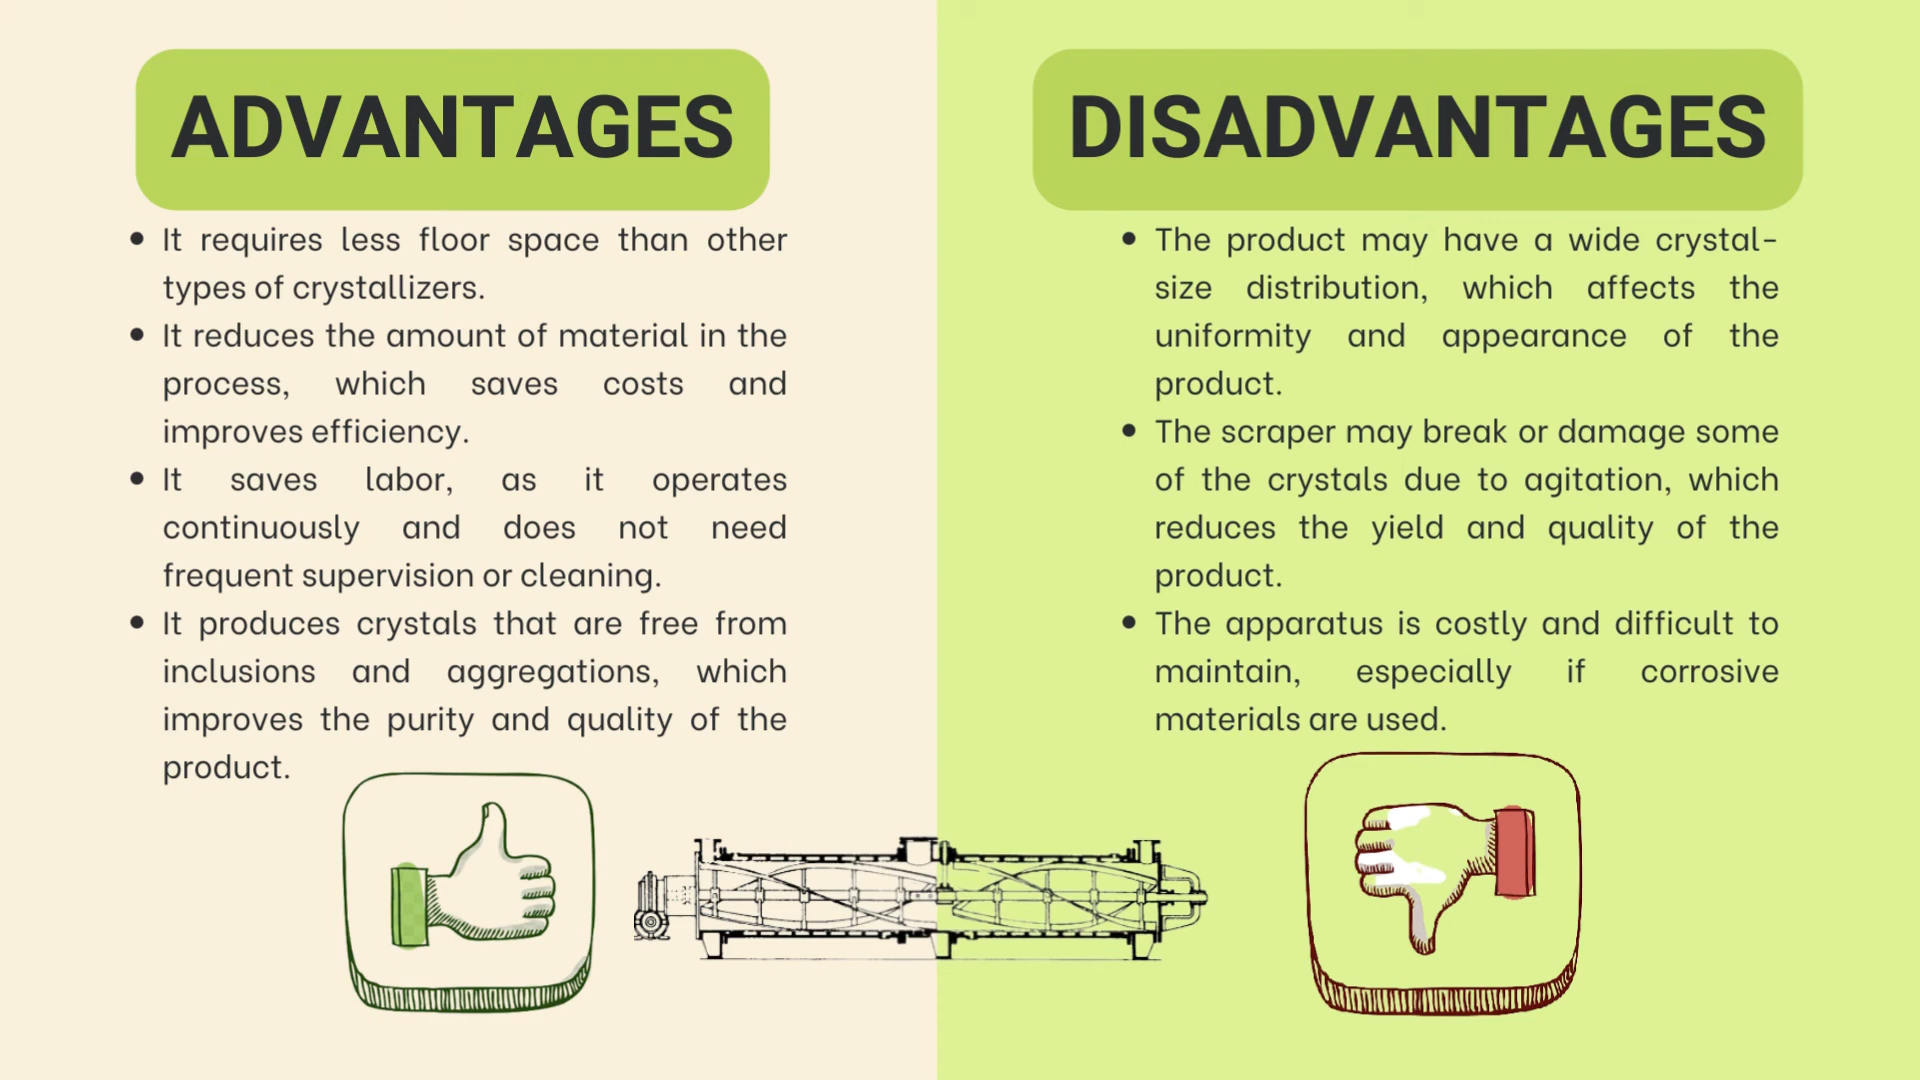 ADVANTAGES
It requires less floor space than other
types of crystallizers.
It reduces the amount of material in the
process, which saves costs and
improves efficiency.
It saves labor, as it operates
continuously and does not need
frequent supervision or cleaning.
It produces crystals that are free from
inclusions and aggregations, which
improves the purity and quality of the
product.
DISADVANTAGES
The product may have a wide crystal-
size distribution, which affects the
uniformity and appearance of the
product.
The scraper may break or damage some
of the crystals due to agitation, which
reduces the yield and quality of the
product.
The apparatus is costly and difficult to
maintain, especially if corrosive
materials are used.